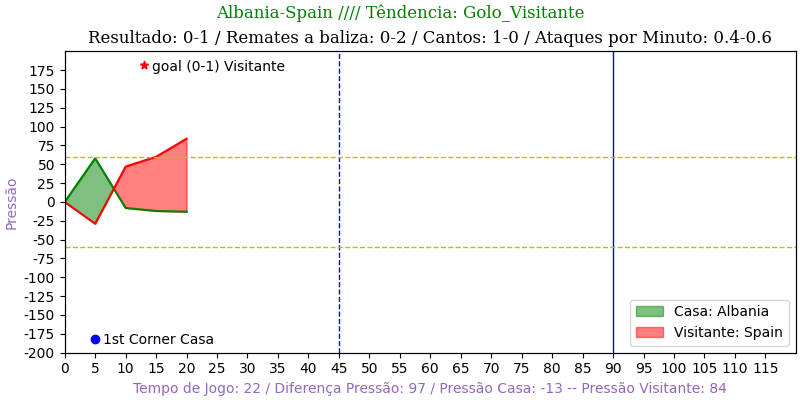 Albania-Spain //// Têndencia: Golo_Visitante
Resultado: 0-1 / Remates a baliza: 0-2 / Cantos: 1-0 / Ataques por Minuto: 0.4-0.6
175
150
125
100
75
50
25
0
-25
-50
-75
-100
-125
-150
-175
-200
Pressão
goal (0-1) Visitante
1st Corner Casa
Casa: Albania
Visitante: Spain
0 5 10 15 20 25 30 35 40 45 50 55 60 65 70 75 80 85 90 95 100 105 110 115
Tempo de Jogo: 22 / Diferença Pressão: 97 / Pressão Casa: -13 -- Pressão Visitante: 84